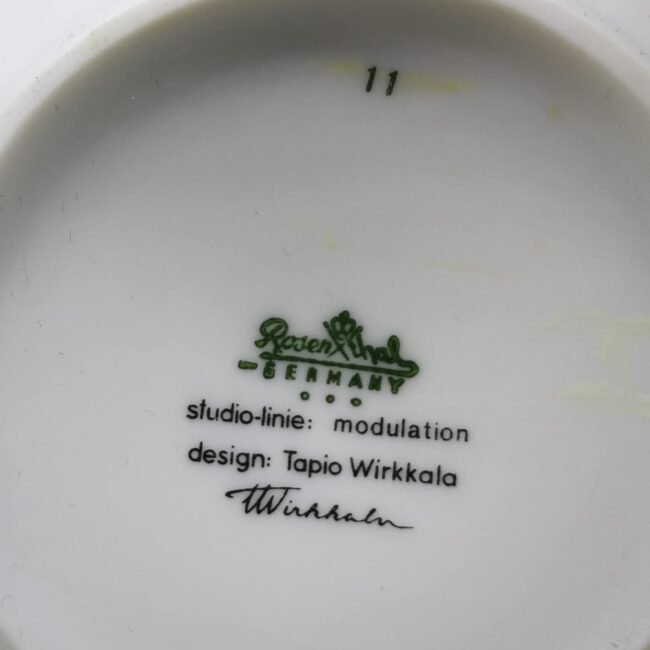 11
Rosenthal
GERMANY
studio-linie: modulation
design: Tapio Wirkkala
TWirkkala